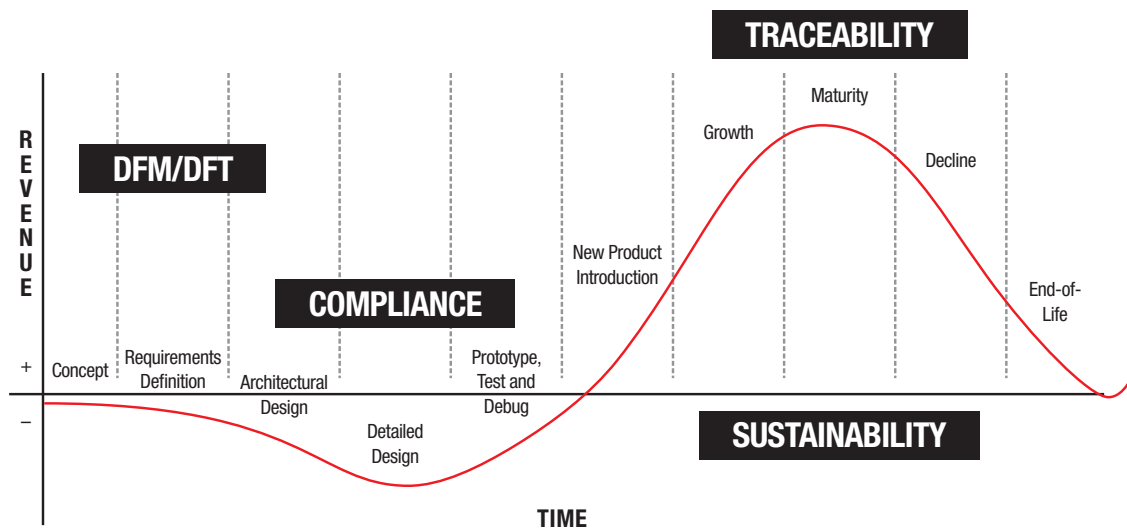 TRACEABILITY
Maturity
Growth
REVENUE
DFM/DFT
Decline
New Product
Introduction
COMPLIANCE
End-of-
Life
+
Concept
Requirements
Definition
Architectural
Design
Prototype,
Test and
Debug
–
Detailed
Design
SUSTAINABILITY
TIME